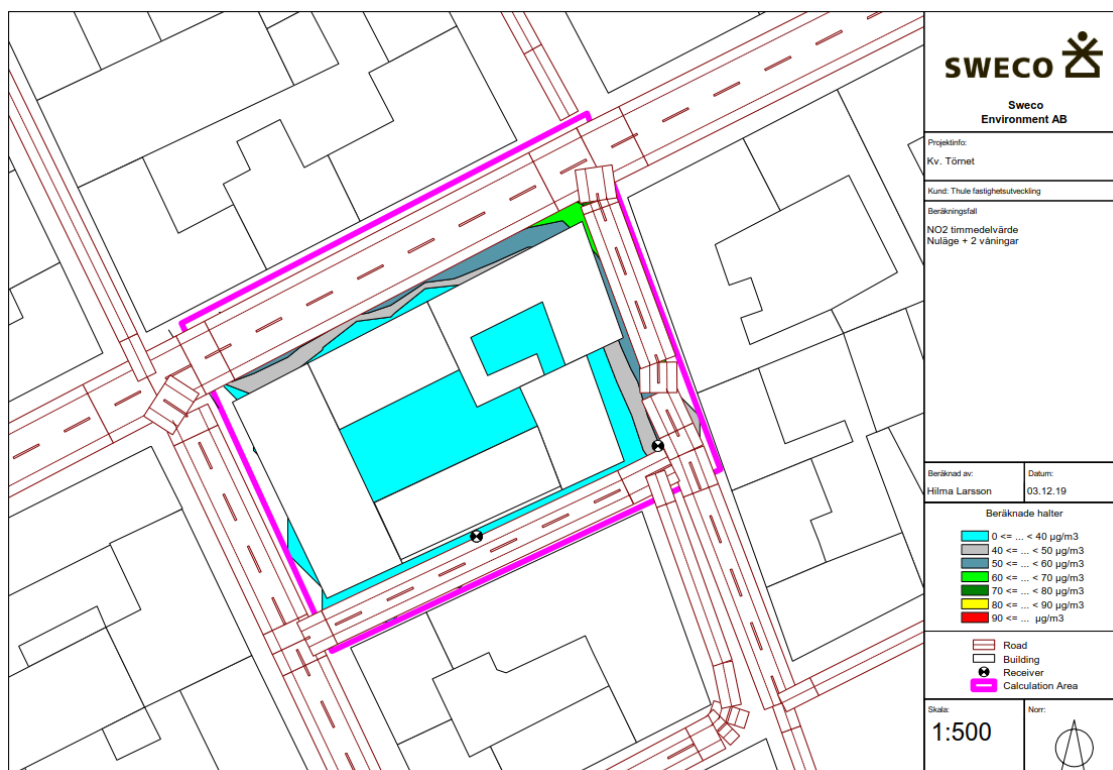 SWECO
Sweco
Environment AB
Projektinfo:
Kv. Törnet
Kund: Thule fastighetsutveckling
Beräkningsfall
NO2 timmedelvärde
Nuläge + 2 våningar
Beräknad av:
Hilma Larsson
Datum:
03.12.19
Beräknade halter
0 <= ... < 40 µg/m3
40 <= ... < 50 µg/m3
50 <= ... < 60 µg/m3
60 <= ... < 70 µg/m3
70 <= ... < 80 µg/m3
80 <= ... < 90 µg/m3
90 <= ... µg/m3
Road
Building
Receiver
Calculation Area
Skala:
1:500
Norr: